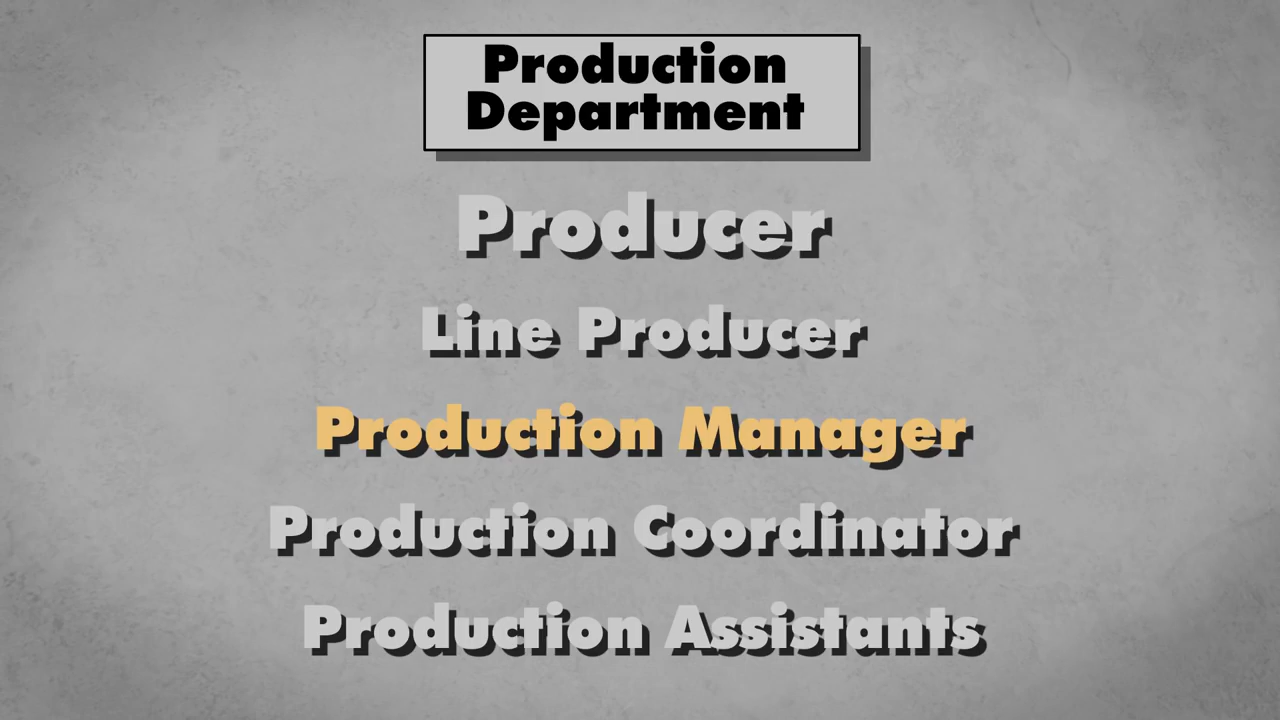 Production
Department
Producer
Line Producer
Production Manager
Production Coordinator
Production Assistants